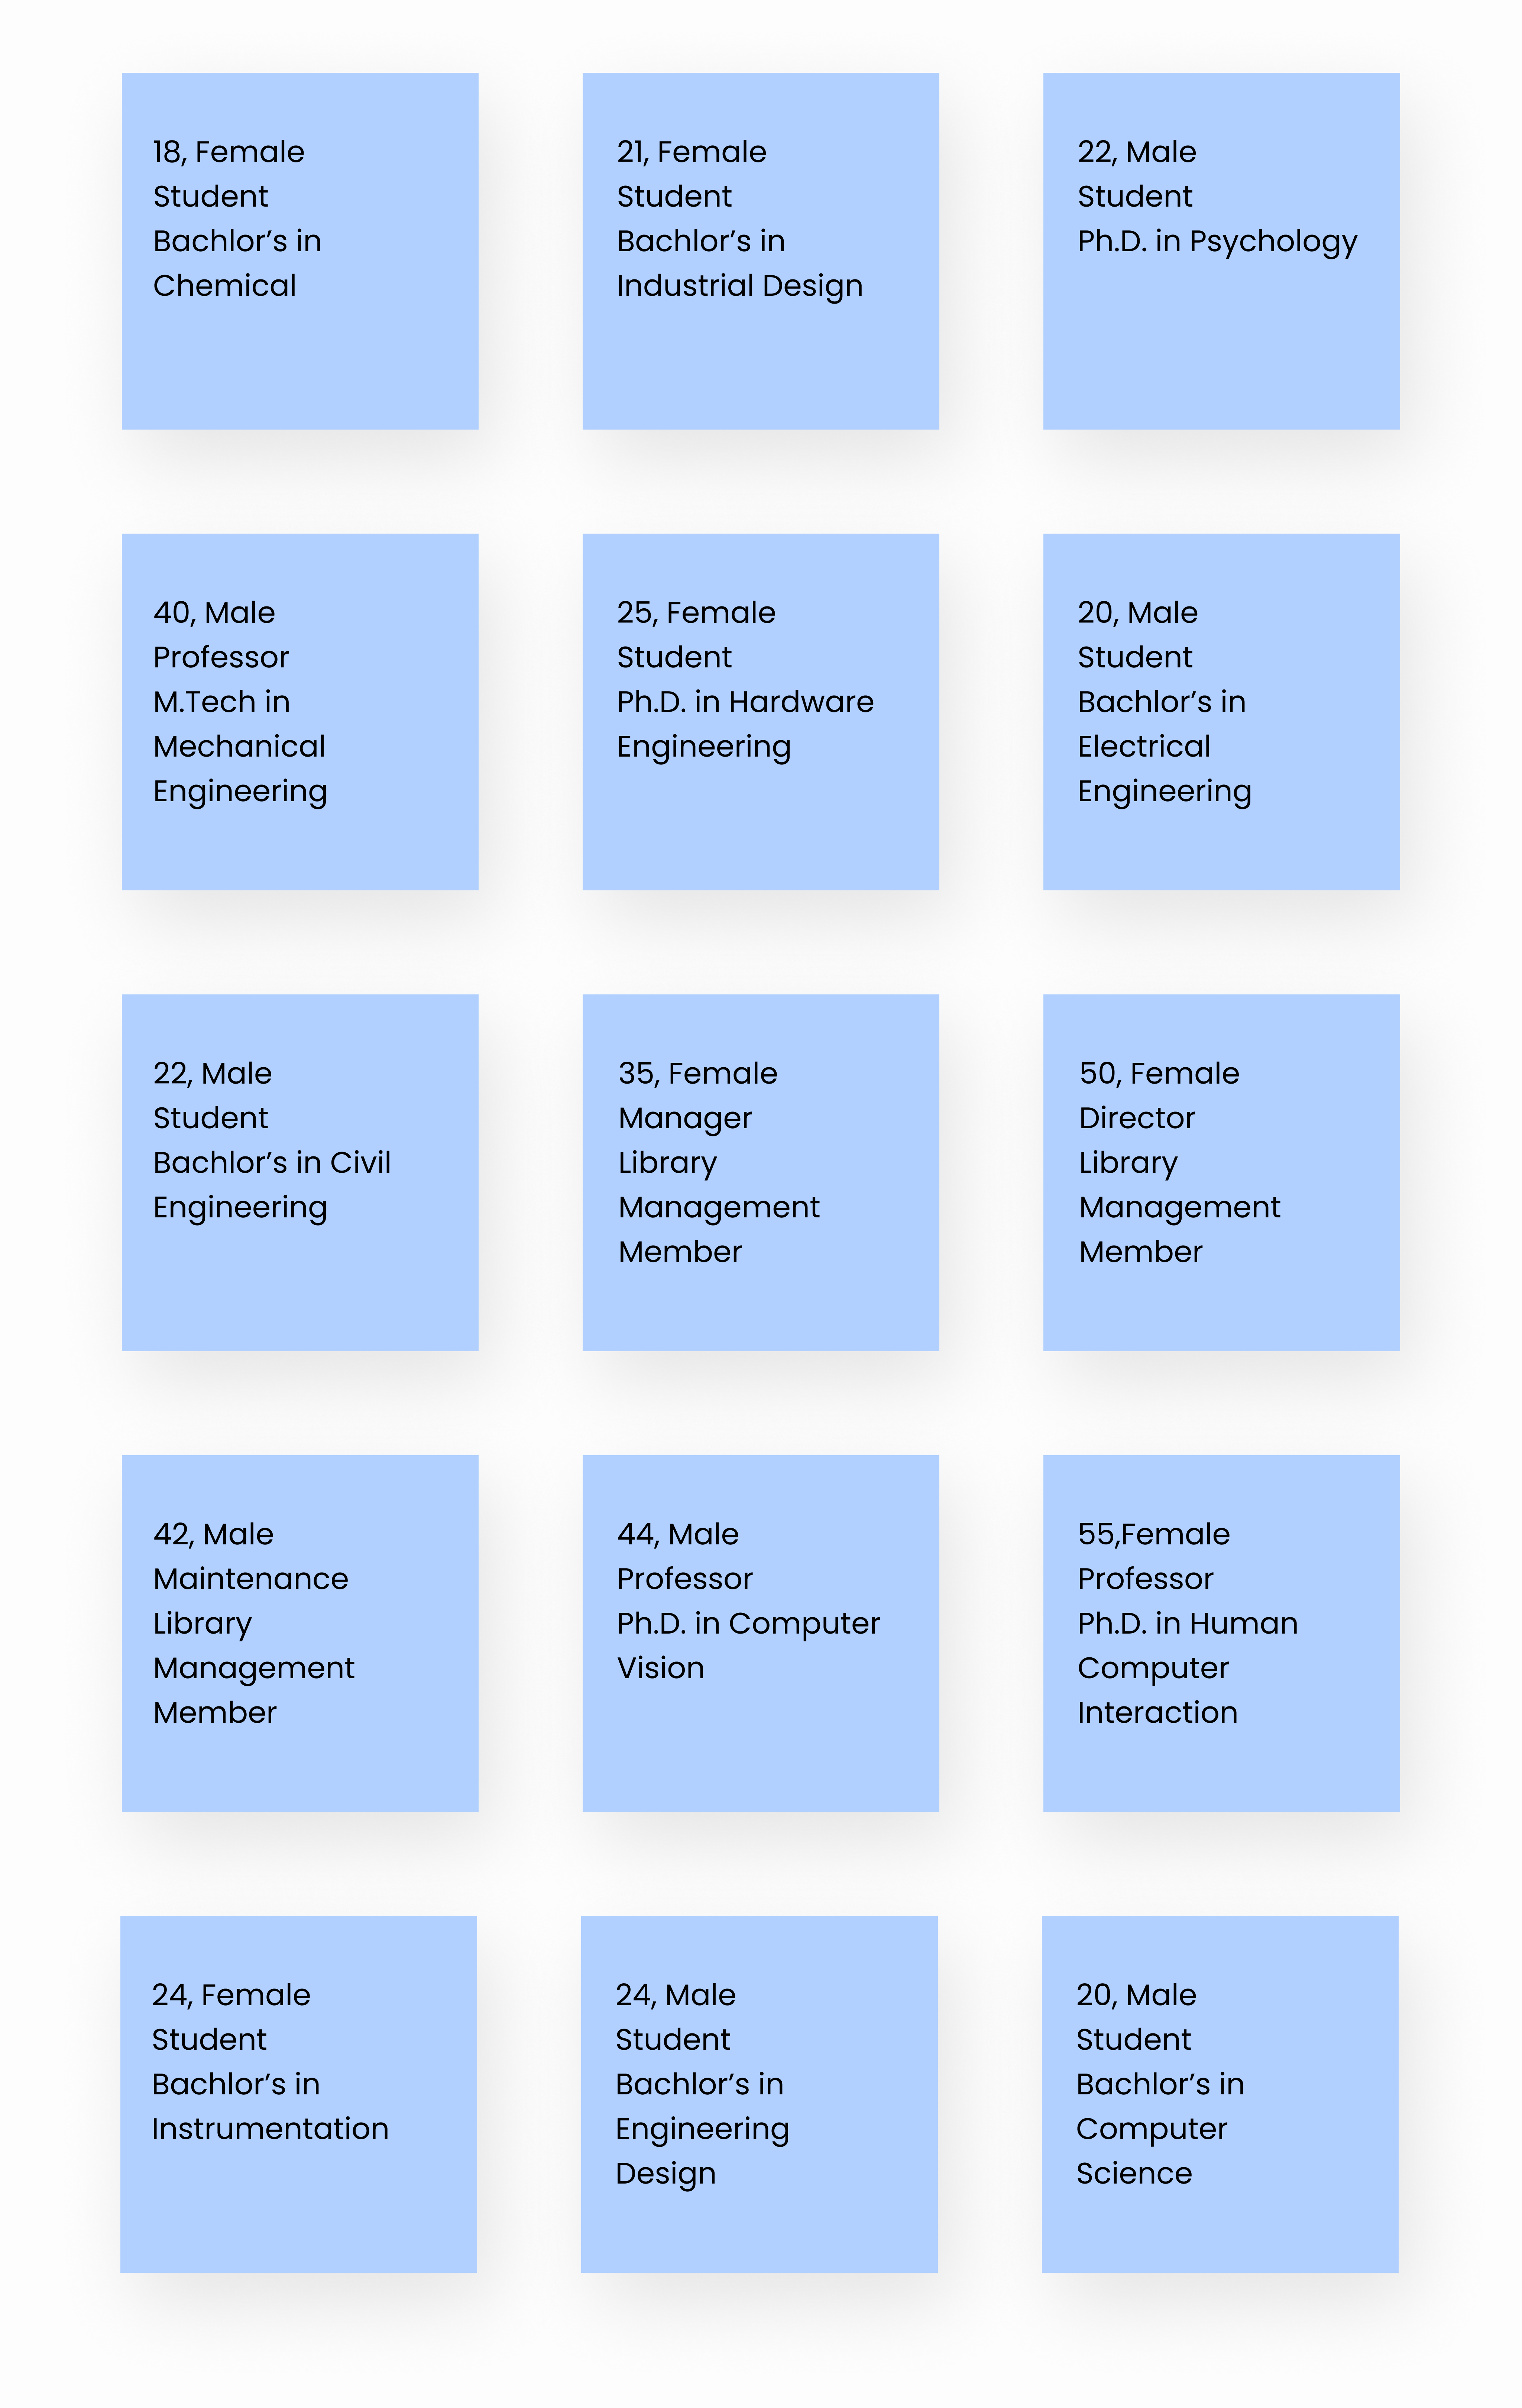 18, Female
Student
Bachlor’s in
Chemical
21, Female
Student
Bachlor’s in
Industrial Design
22, Male
Student
Ph.D. in Psychology
40, Male
Professor
M.Tech in
Mechanical
Engineering
25, Female
Student
Ph.D. in Hardware
Engineering
20, Male
Student
Bachlor’s in
Electrical
Engineering
22, Male
Student
Bachlor’s in Civil
Engineering
35, Female
Manager
Library
Management
Member
50, Female
Director
Library
Management
Member
42, Male
Maintenance
Library
Management
Member
44, Male
Professor
Ph.D. in Computer
Vision
55,Female
Professor
Ph.D. in Human
Computer
Interaction
24, Female
Student
Bachlor’s in
Instrumentation
24, Male
Student
Bachlor’s in
Engineering
Design
20, Male
Student
Bachlor’s in
Computer
Science